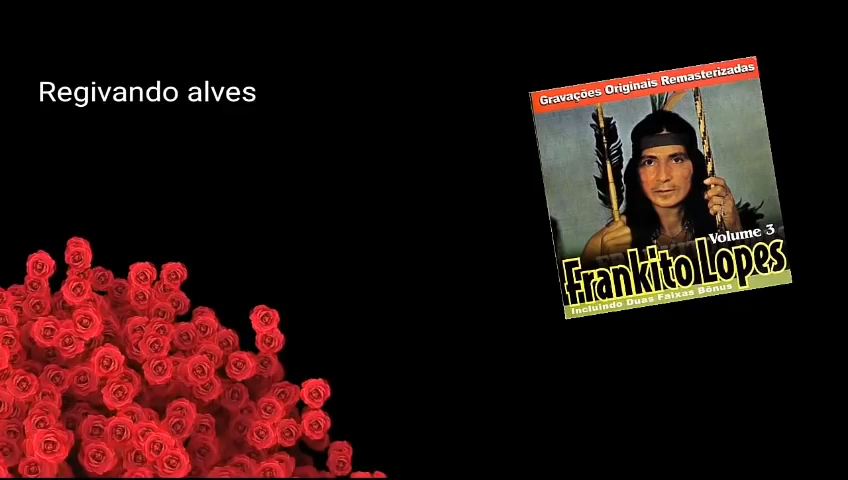 Regivando alves
Gravações Originais Remasterizadas
Volume 3
Frankito Lopes
Incluindo Duas Faixas Bônus